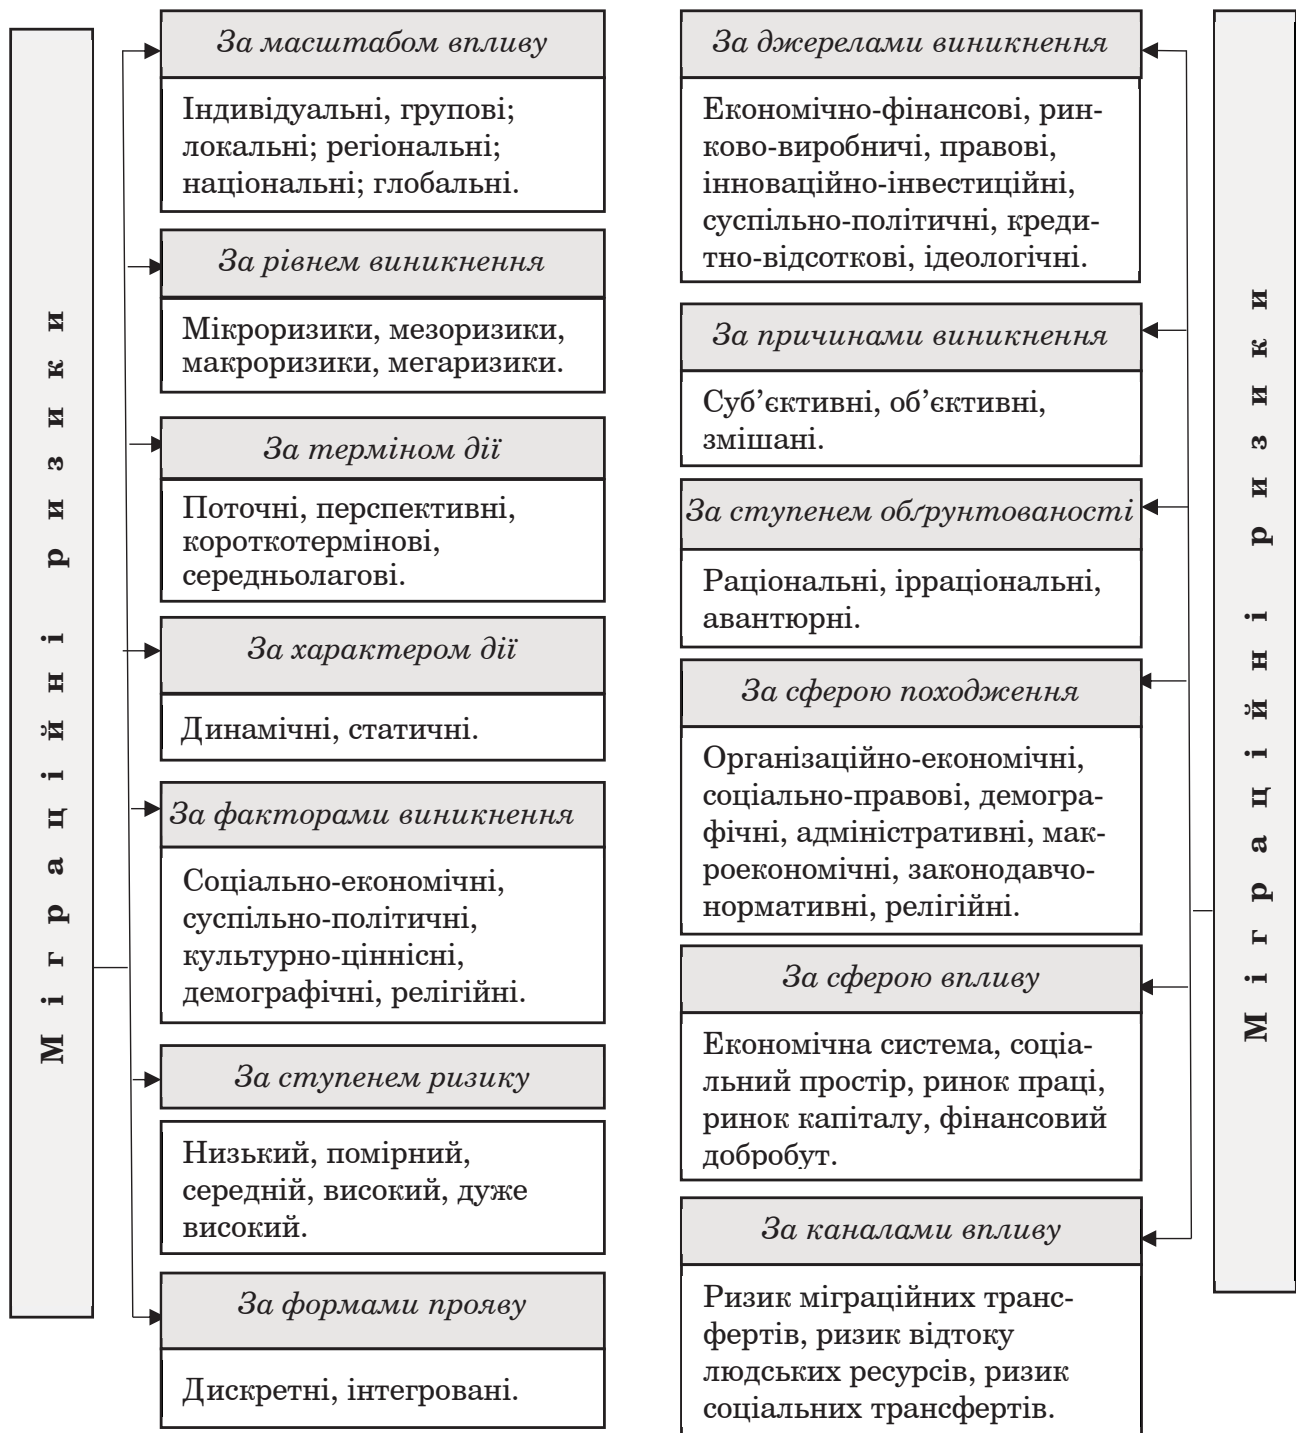 Міграційні ризики
За масштабом впливу
Індивідуальні, групові;
локальні; регіональні;
національні; глобальні.
За рівнем виникнення
Мікроризики, мезоризики,
макроризики, мегаризики.
За терміном дії
Поточні, перспективні,
короткотермінові,
середньолагові.
За характером дії
Динамічні, статичні.
За факторами виникнення
Соціально-економічні,
суспільно-політичні,
культурно-ціннісні,
демографічні, релігійні.
За ступенем ризику
Низький, помірний,
середній, високий, дуже
високий.
За формами прояву
Дискретні, інтегровані.
За джерелами виникнення
Економічно-фінансові, рин-
ково-виробничі, правові,
інноваційно-інвестиційні,
суспільно-політичні, креди-
тно-відсоткові, ідеологічні.
За причинами виникнення
Суб’єктивні, об’єктивні,
змішані.
За ступенем обґрунтованості
Раціональні, ірраціональні,
авантюрні.
За сферою походження
Організаційно-економічні,
соціально-правові, демогра-
фічні, адміністративні, мак-
роекономічні, законодавчо-
нормативні, релігійні.
За сферою впливу
Економічна система, соціа-
льний простір, ринок праці,
ринок капіталу, фінансовий
добробут.
За каналами впливу
Ризик міграційних транс-
фертів, ризик відтоку
людських ресурсів, ризик
соціальних трансфертів.
Міграційні ризики